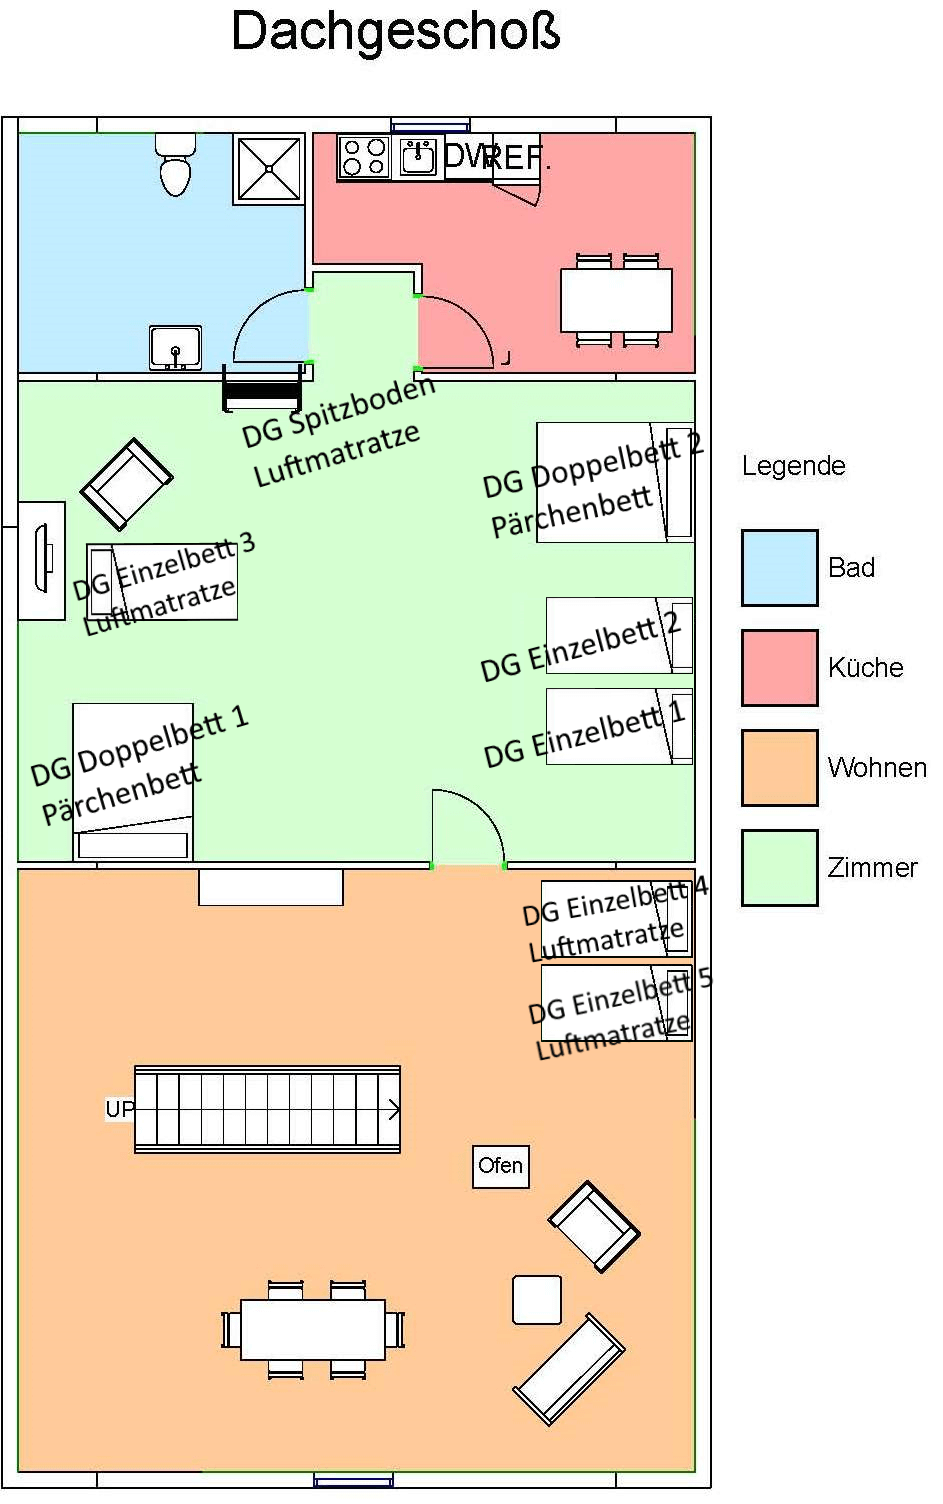 Dachgeschoß
DW
REF.
DG Spitzboden
Luftmatratze
DG Doppelbett 2
Pärchenbett
Legende
DG Einzelbett 3
Luftmatratze
Bad
DG Einzelbett 2
Küche
DG Einzelbett 1
DG Doppelbett 1
Pärchenbett
Wohnen
Zimmer
DG Einzelbett 4
Luftmatratze
DG Einzelbett 5
Luftmatratze
UP
Ofen